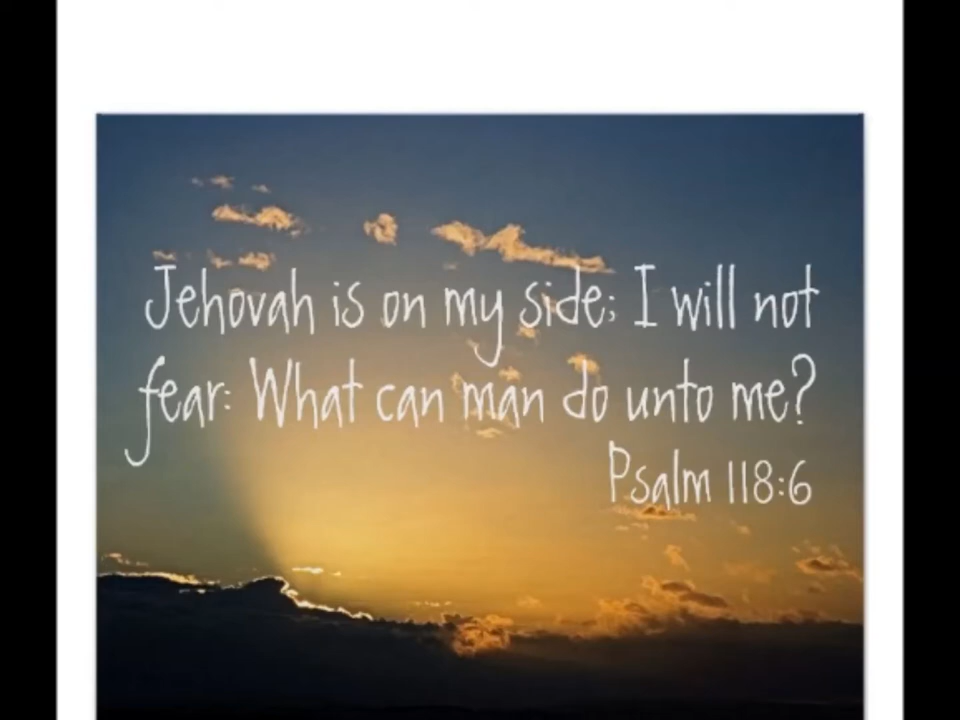 Jehovah is on my side; I will not
fear: What can man do unto me?
Psalm 118:6